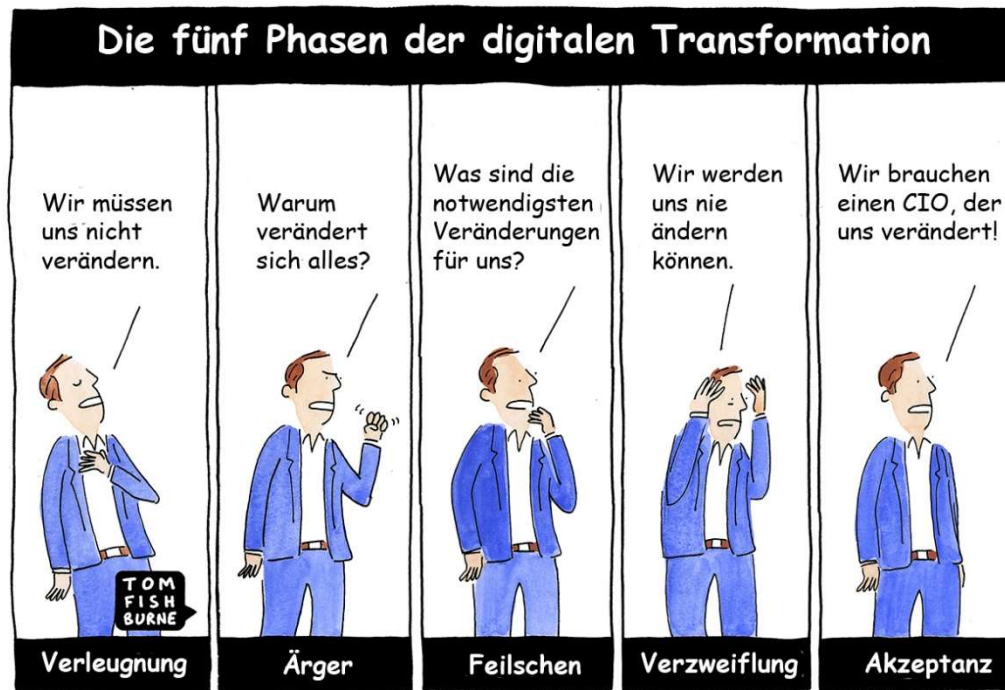 Die fünf Phasen der digitalen Transformation
Wir müssen
uns nicht
verändern.
Warum
verändert
sich alles?
Was sind die
notwendigsten
Veränderungen
für uns?
Wir werden
uns nie
ändern
können.
Wir brauchen
einen CIO, der
uns verändert!
TOM
FISH
BURNE
Verleugnung
Ärger
Feilschen
Verzweiflung
Akzeptanz